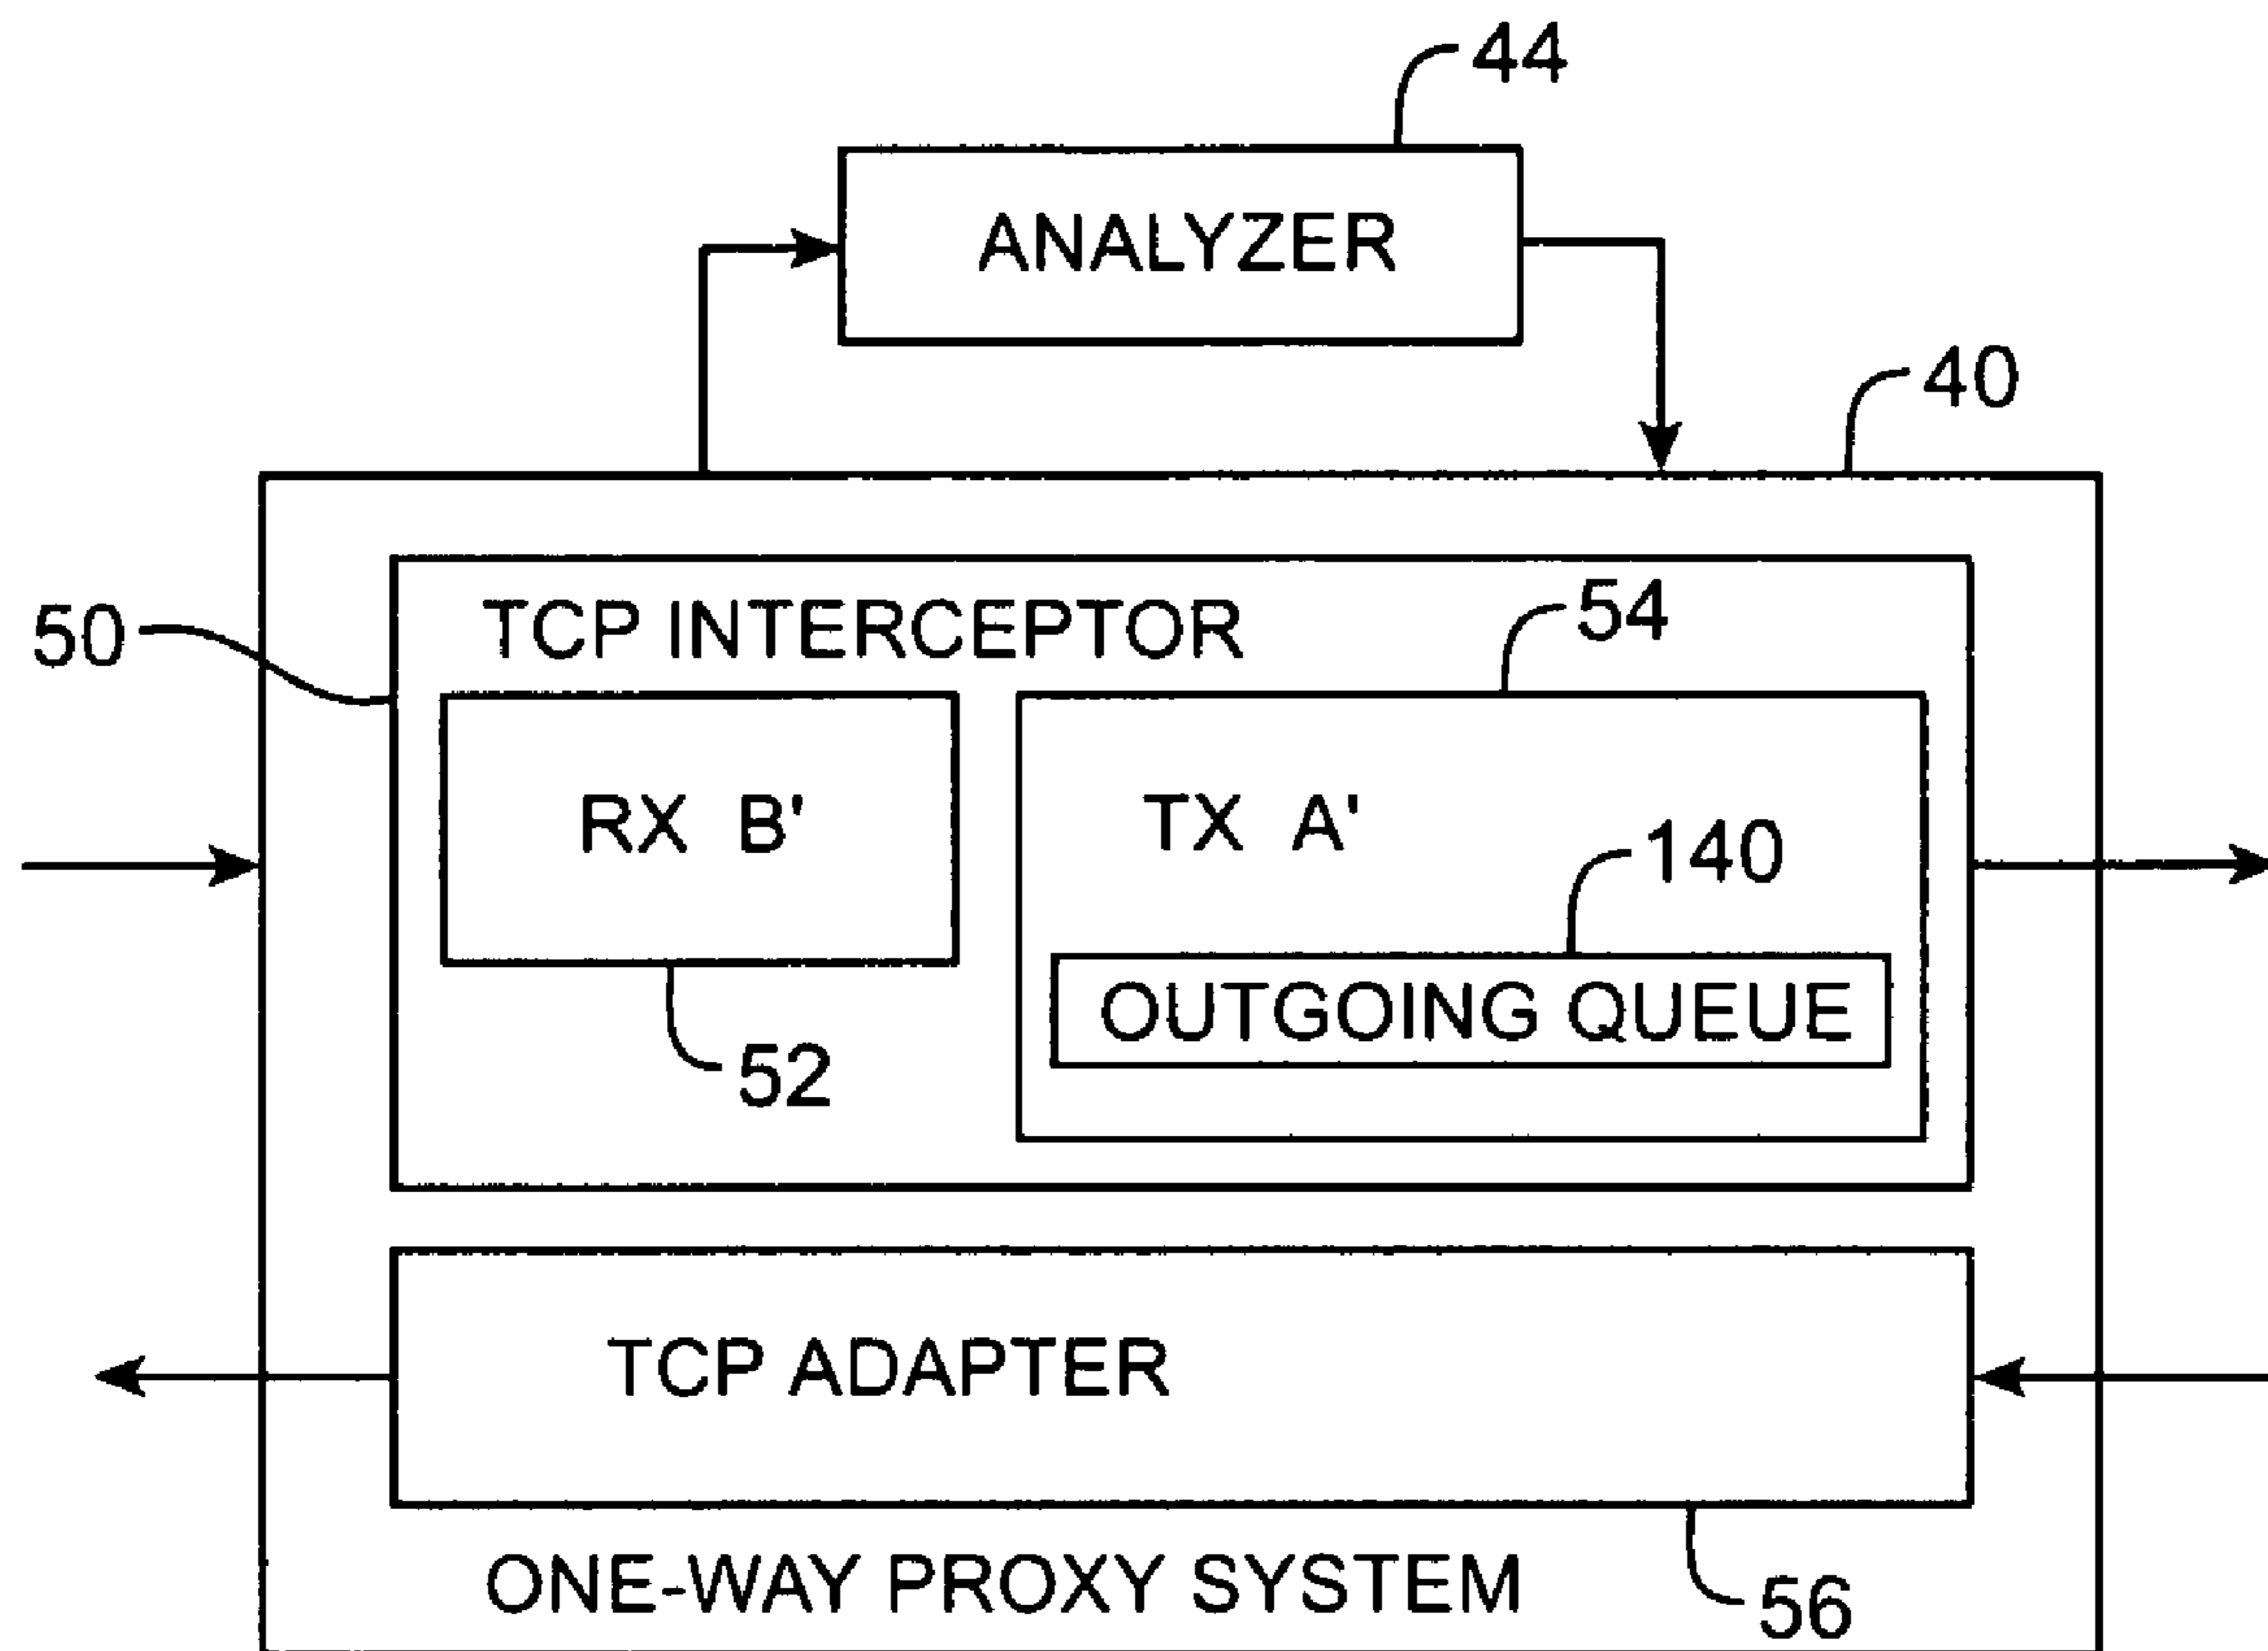 44
ANALYZER
40
50
TCP INTERCEPTOR
54
RX B'
TX A'
140
OUTGOING QUEUE
52
TCP ADAPTER
ONE-WAY PROXY SYSTEM
56